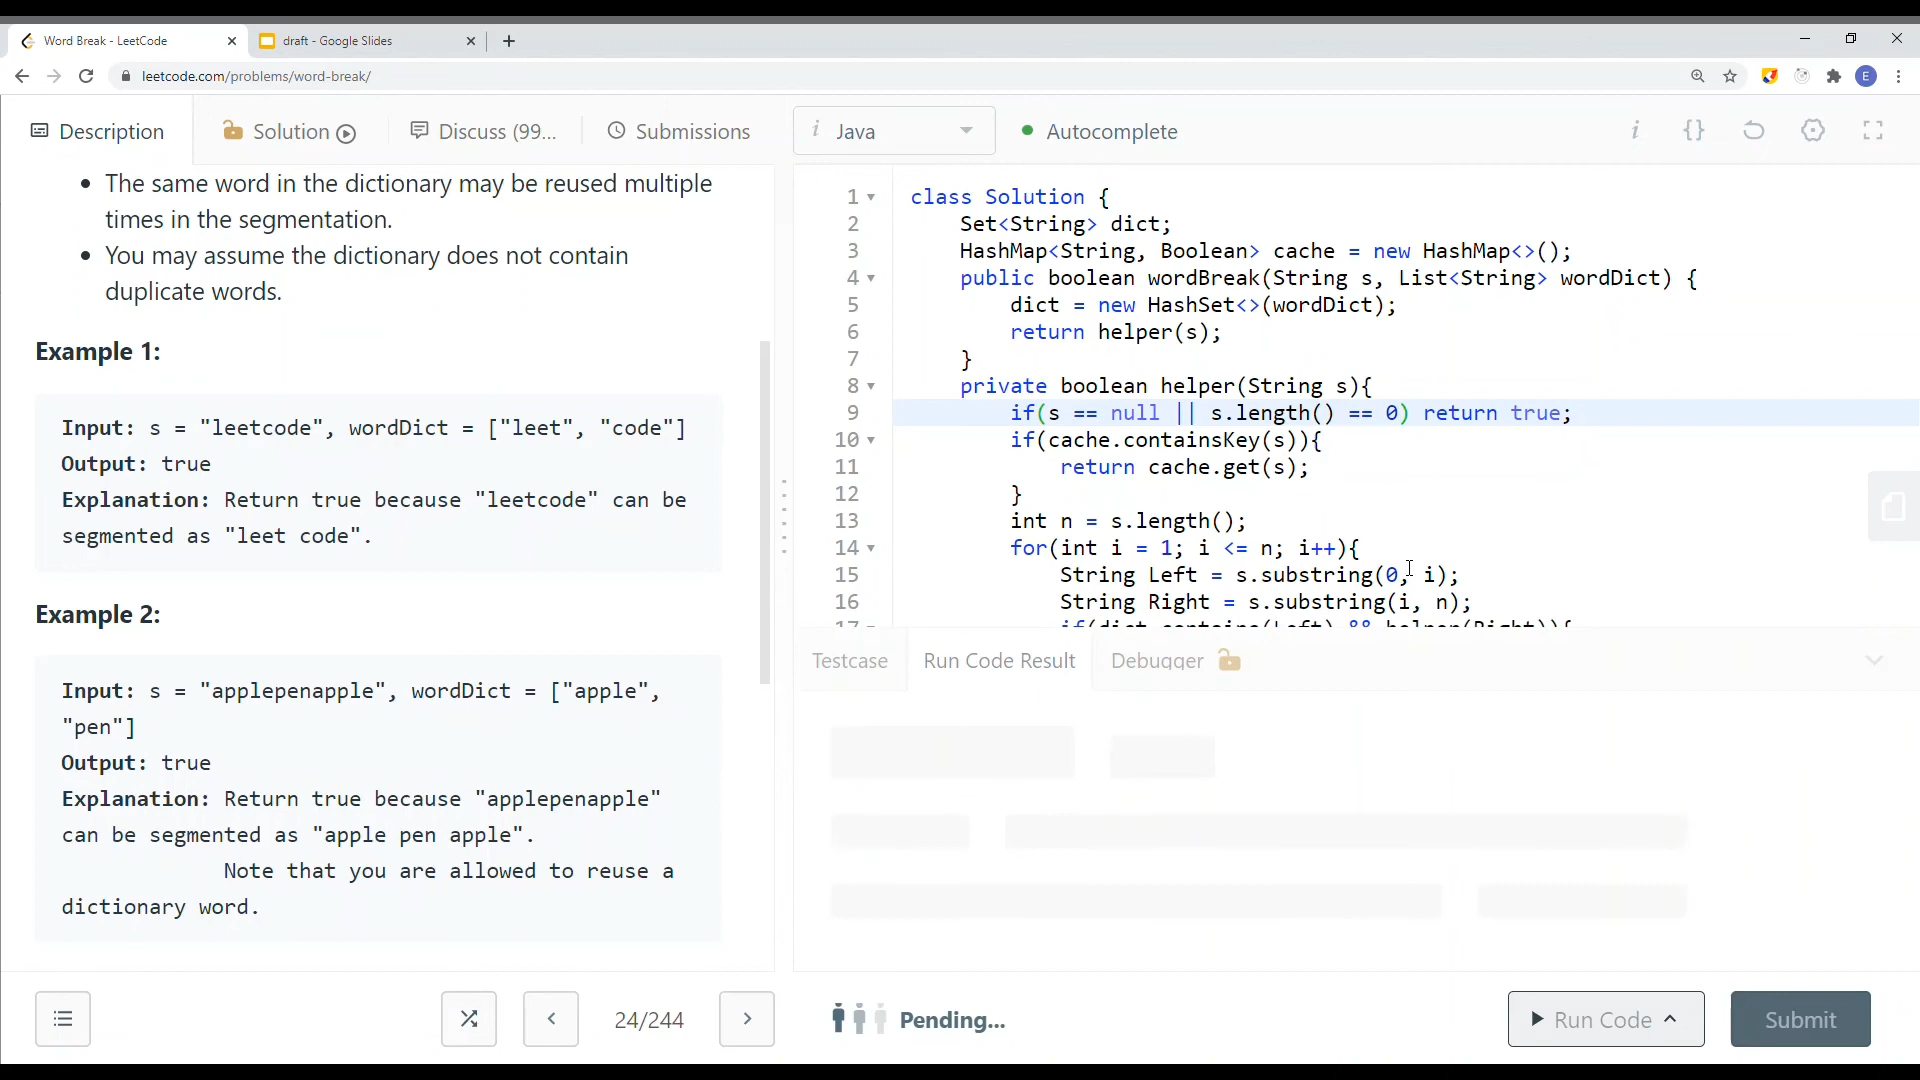 Word Break - LeetCode
draft - Google Slides
leetcode.com/problems/word-break/
E
Description
Solution
Discuss (99...
Submissions
i Java
Autocomplete
i {}
• The same word in the dictionary may be reused multiple
times in the segmentation.
• You may assume the dictionary does not contain
duplicate words.
Example 1:
Input: s = "leetcode", wordDict = ["leet", "code"]
Output: true
Explanation: Return true because "leetcode" can be
segmented as "leet code".
Example 2:
Input: s = "applepenapple", wordDict = ["apple",
"pen"]
Output: true
Explanation: Return true because "applepenapple"
can be segmented as "apple pen apple".
Note that you are allowed to reuse a
dictionary word.
24/244
1 class Solution {
2 Set<String> dict;
3 HashMap<String, Boolean> cache = new HashMap<>();
4 public boolean wordBreak(String s, List<String> wordDict) {
5 dict = new HashSet<>(wordDict);
6 return helper(s);
7 }
8 private boolean helper(String s){
9 if(s == null || s.length() == 0) return true;
10 if(cache.containsKey(s)){
11 return cache.get(s);
12 }
13 int n = s.length();
14 for(int i = 1; i <= n; i++){
15 String Left = s.substring(0, i);
16 String Right = s.substring(i, n);
17 if(dict.contains(Left) && helper(Right)){
Testcase
Run Code Result
Debugger
Pending...
Run Code
Submit